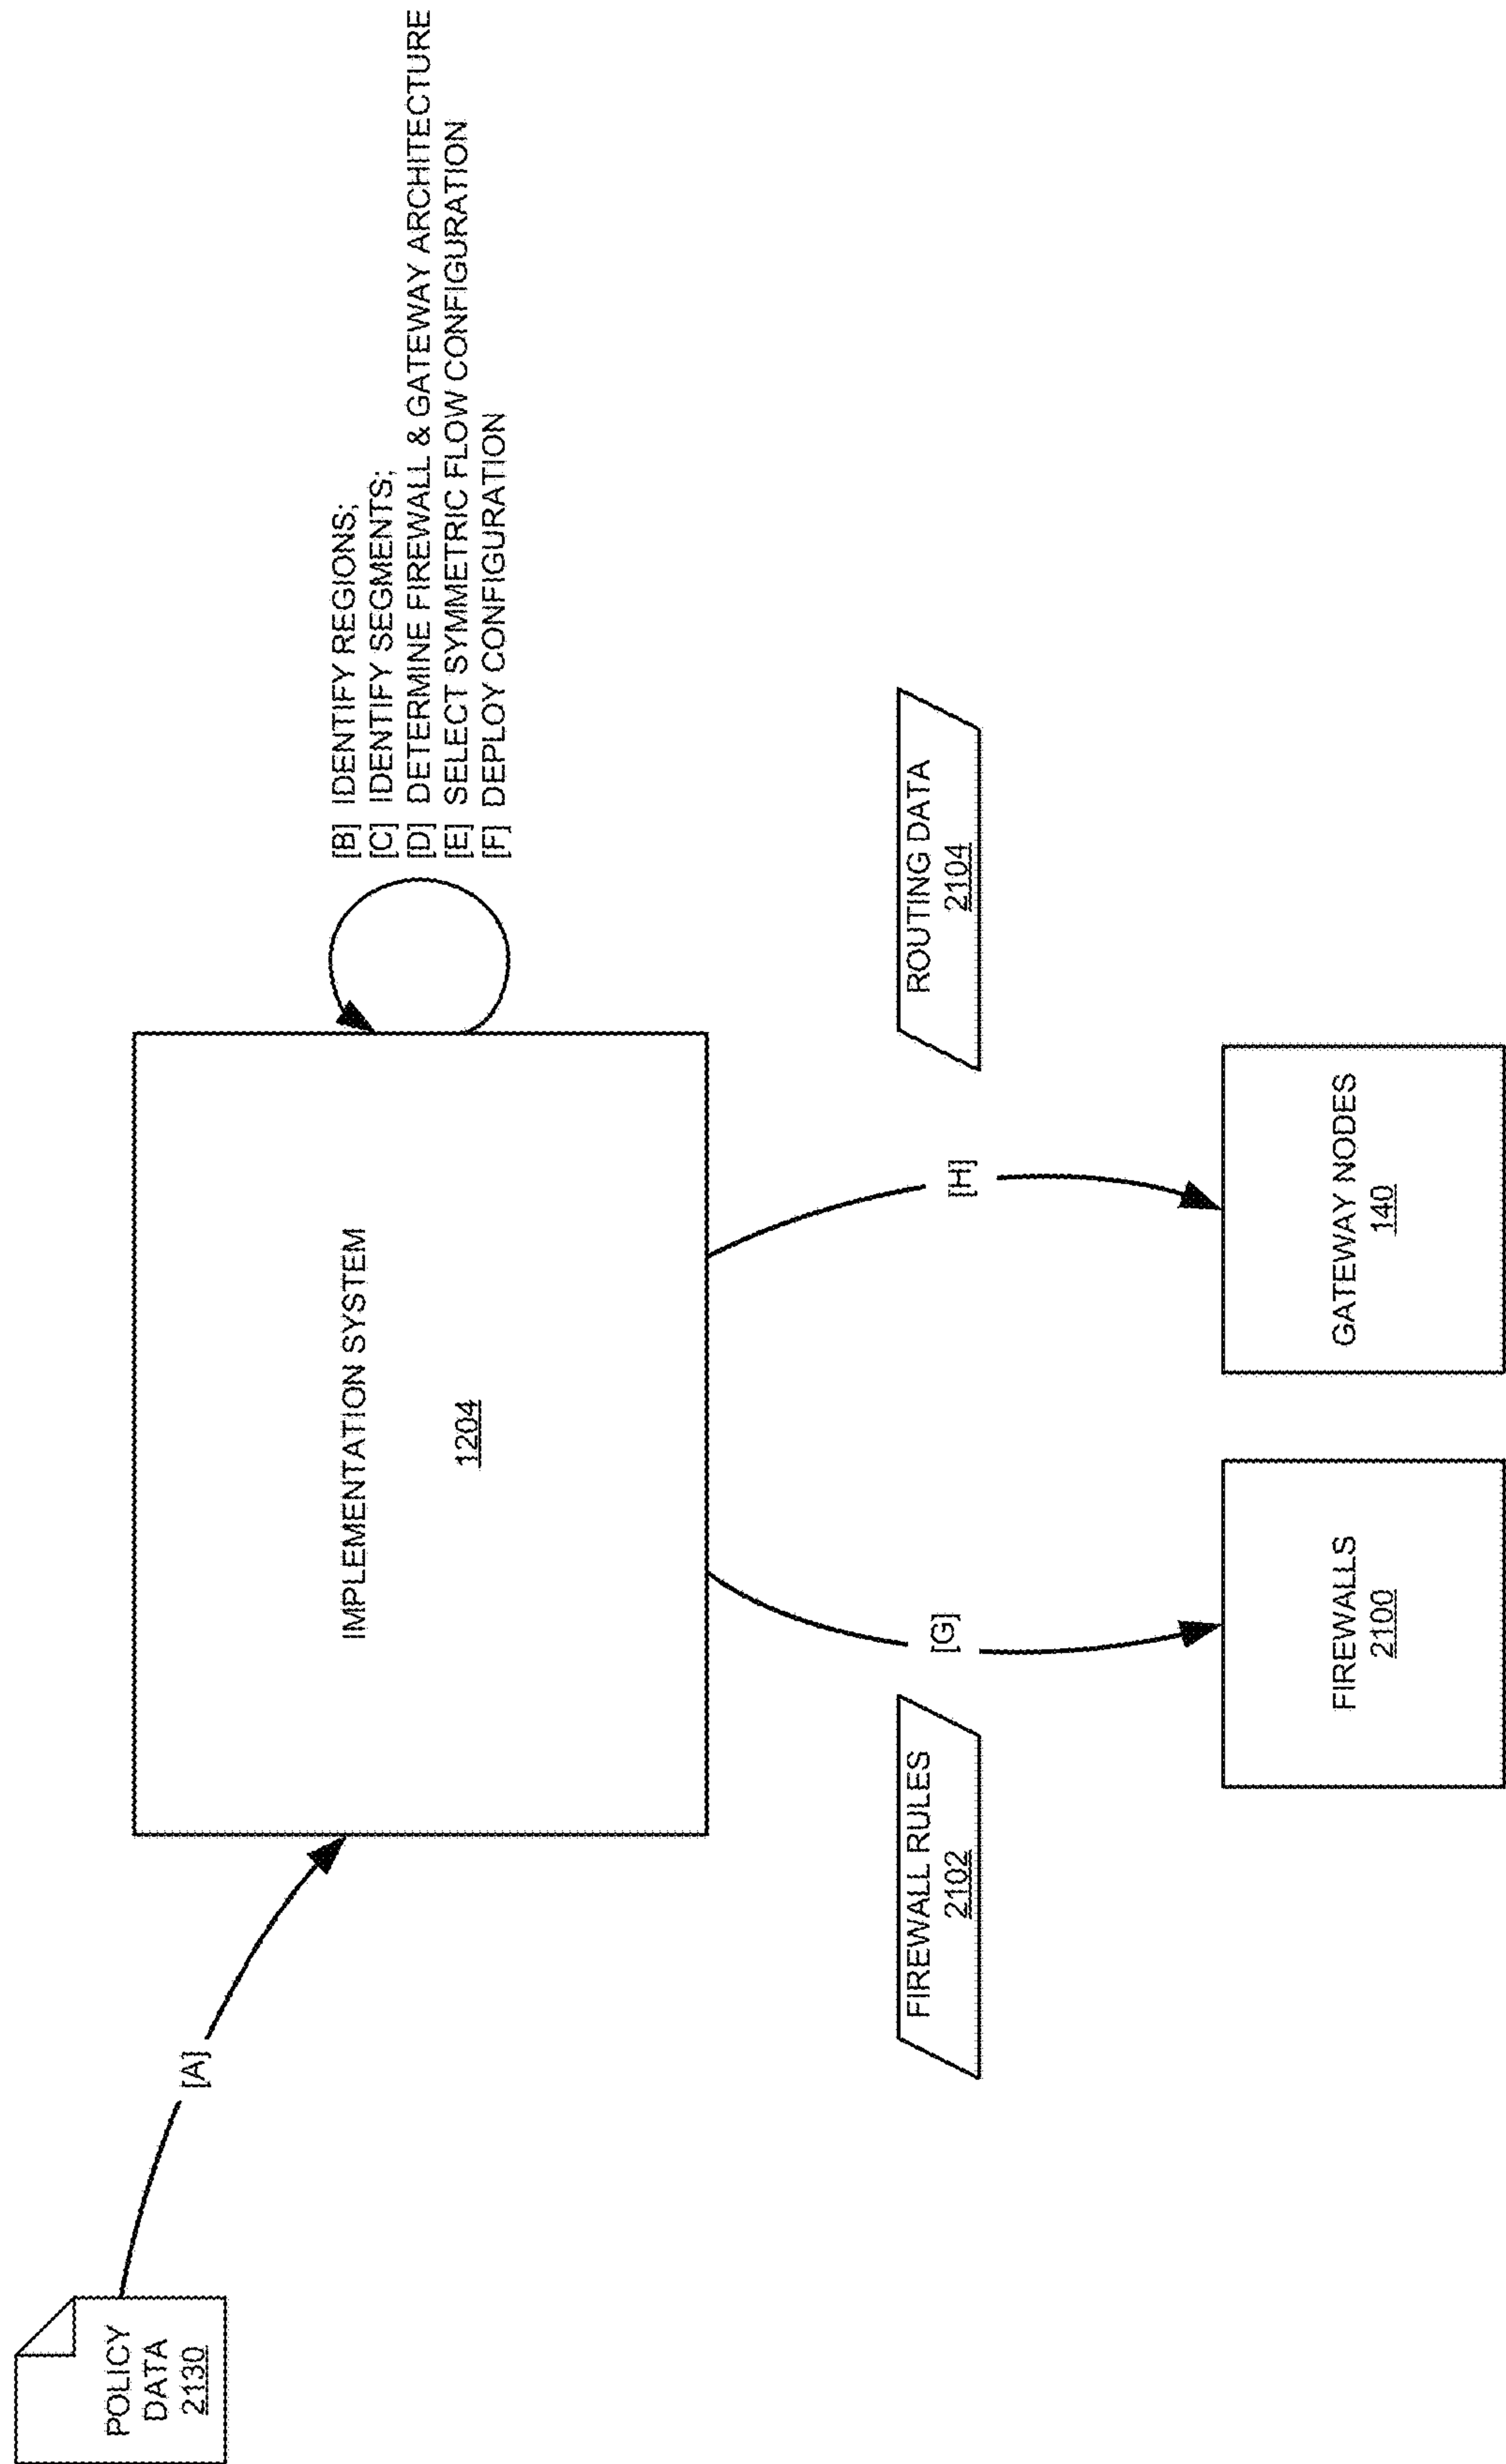 POLICY
DATA
2130
[A]
IMPLEMENTATION SYSTEM
1204
[B] IDENTIFY REGIONS;
[C] IDENTIFY SEGMENTS;
[D] DETERMINE FIREWALL & GATEWAY ARCHITECTURE
[E] SELECT SYMMETRIC FLOW CONFIGURATION
[F] DEPLOY CONFIGURATION
FIREWALL RULES
2102
[G]
[H]
ROUTING DATA
2104
FIREWALLS
2100
GATEWAY NODES
140